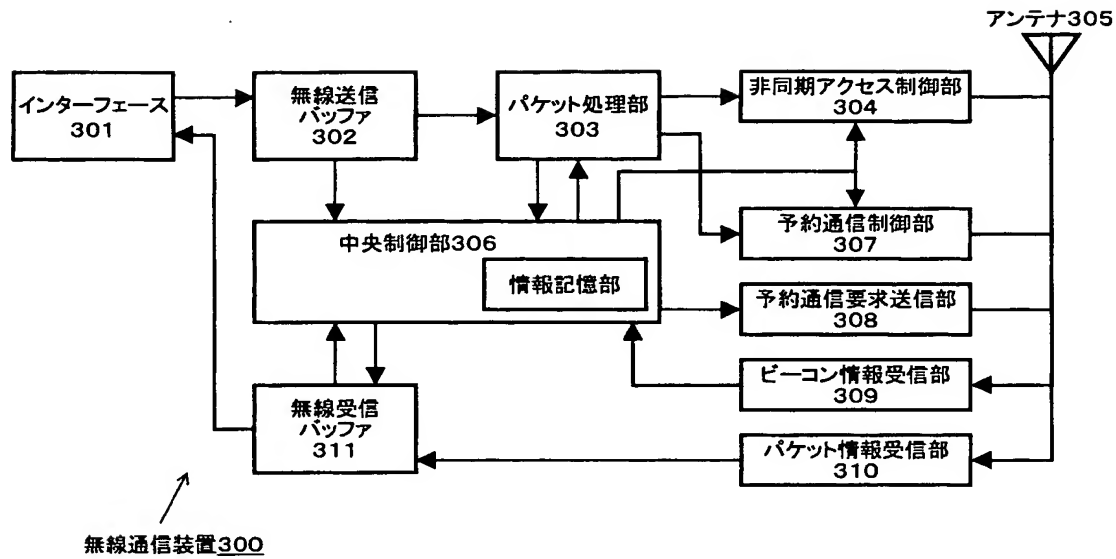 アンテナ305
インターフェース
301
無線送信
バッファ
302
パケット処理部
303
非同期アクセス制御部
304
中央制御部306
情報記憶部
予約通信制御部
307
予約通信要求送信部
308
ビーコン情報受信部
309
無線受信
バッファ
311
パケット情報受信部
310
無線通信装置300